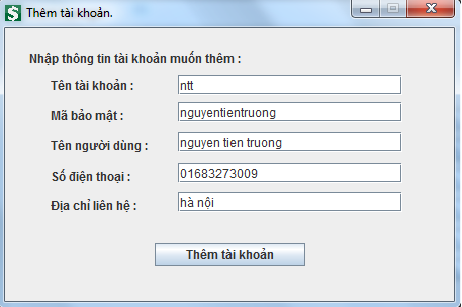 Thêm tài khoản.
Nhập thông tin tài khoản muốn thêm :
Tên tài khoản : ntt
Mã bảo mật : nguyentientruong
Tên người dùng : nguyen tien truong
Số điện thoại : 01683273009
Địa chỉ liên hệ : hà nội
Thêm tài khoản